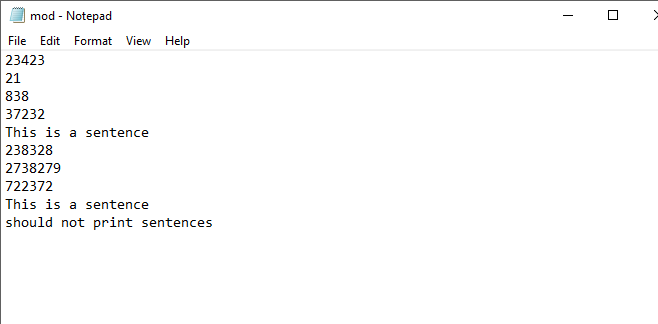 mod - Notepad
File Edit Format View Help
23423
21
838
37232
This is a sentence
238328
2738279
722372
This is a sentence
should not print sentences